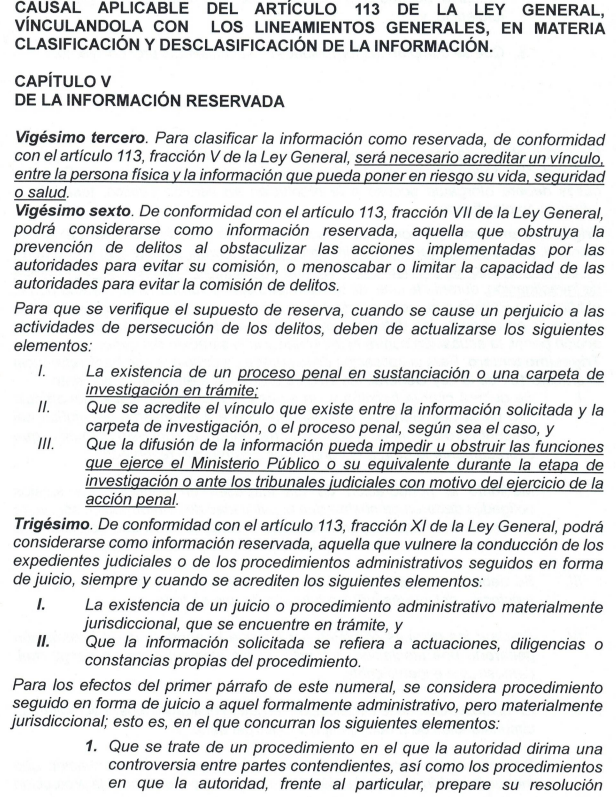 CAUSAL APLICABLE DEL ARTÍCULO 113 DE LA LEY GENERAL,
VÍNCULANDOLA CON LOS LINEAMIENTOS GENERALES, EN MATERIA
CLASIFICACIÓN Y DESCLASIFICACIÓN DE LA INFORMACIÓN.
CAPÍTULO V
DE LA INFORMACIÓN RESERVADA
Vigésimo tercero. Para clasificar la información como reservada, de conformidad
con el artículo 113, fracción V de la Ley General, será necesario acreditar un vínculo,
entre la persona física y la información que pueda poner en riesgo su vida, seguridad
o salud.
Vigésimo sexto. De conformidad con el artículo 113, fracción VII de la Ley General,
podrá considerarse como información reservada, aquella que obstruya la
prevención de delitos al obstaculizar las acciones implementadas por las
autoridades para evitar su comisión, o menoscabar o limitar la capacidad de las
autoridades para evitar la comisión de delitos.
Para que se verifique el supuesto de reserva, cuando se cause un perjuicio a las
actividades de persecución de los delitos, deben de actualizarse los siguientes
elementos:
I. La existencia de un proceso penal en sustanciación o una carpeta de
investigación en trámite;
II. Que se acredite el vínculo que existe entre la información solicitada y la
carpeta de investigación, o el proceso penal, según sea el caso, y
III. Que la difusión de la información pueda impedir u obstruir las funciones
que ejerce el Ministerio Público o su equivalente durante la etapa de
investigación o ante los tribunales judiciales con motivo del ejercicio de la
acción penal.
Trigésimo. De conformidad con el artículo 113, fracción XI de la Ley General, podrá
considerarse como información reservada, aquella que vulnere la conducción de los
expedientes judiciales o de los procedimientos administrativos seguidos en forma
de juicio, siempre y cuando se acrediten los siguientes elementos:
I. La existencia de un juicio o procedimiento administrativo materialmente
jurisdiccional, que se encuentre en trámite, y
II. Que la información solicitada se refiera a actuaciones, diligencias o
constancias propias del procedimiento.
Para los efectos del primer párrafo de este numeral, se considera procedimiento
seguido en forma de juicio a aquel formalmente administrativo, pero materialmente
jurisdiccional; esto es, en el que concurran los siguientes elementos:
1. Que se trate de un procedimiento en el que la autoridad dirima una
controversia entre partes contendientes, así como los procedimientos
en que la autoridad, frente al particular, prepare su resolución